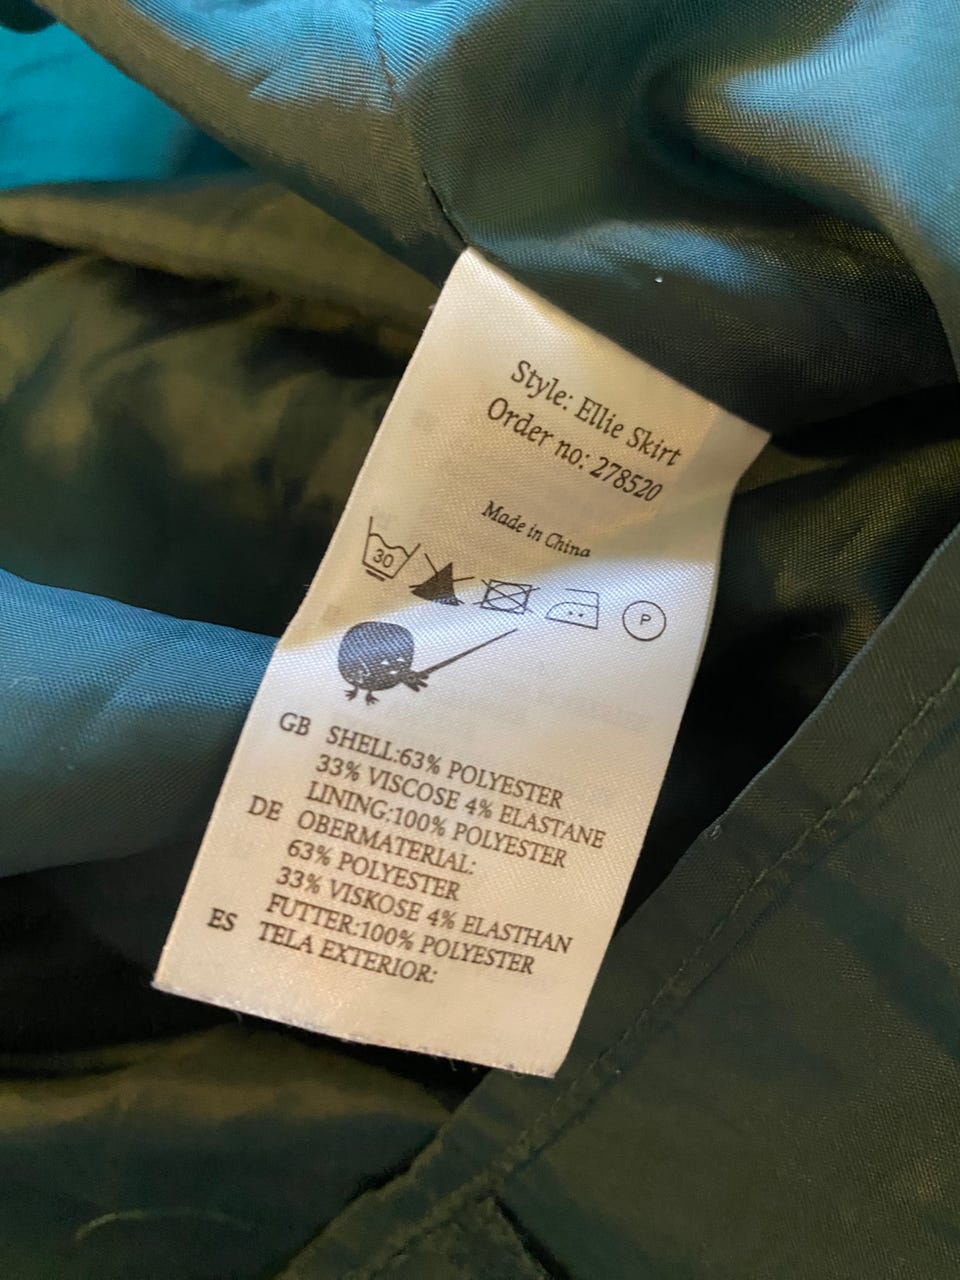 Style: Ellie Skirt
Order no: 278520
Made in China
30
P
GB SHELL:63% POLYESTER
33% VISCOSE 4% ELASTANE
LINING:100% POLYESTER
DE OBERMATERIAL:
63% POLYESTER
33% VISKOSE 4% ELASTHAN
FUTTER:100% POLYESTER
ES TELA EXTERIOR: